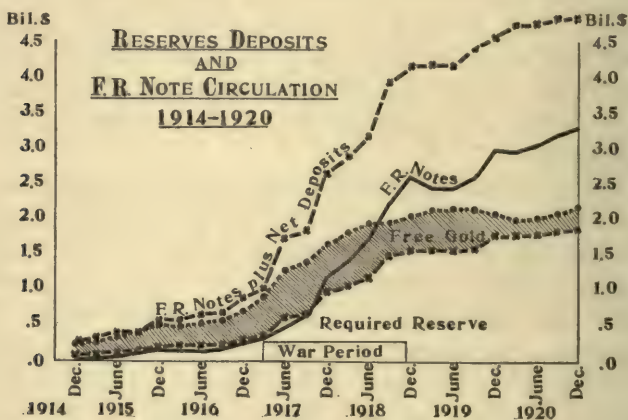 Bil.$
Bil.$
RESERVES DEPOSITS
AND
F.R. NOTE CIRCULATION
1914-1920
4.5
4.0
3.5
3.0
2.5
2.0
1.5
1.0
.5
.0
4.5
4.0
3.5
3.0
2.5
2.0
1.5
1.0
.5
.0
F.R. Notes plus Net Deposits
F.R. Notes
Free Gold
Required Reserve
War Period
Dec.
June
Dec.
June
Dec.
June
Dec.
June
Dec.
June
Dec.
June
Dec.
1914 1915 1916 1917 1918 1919 1920